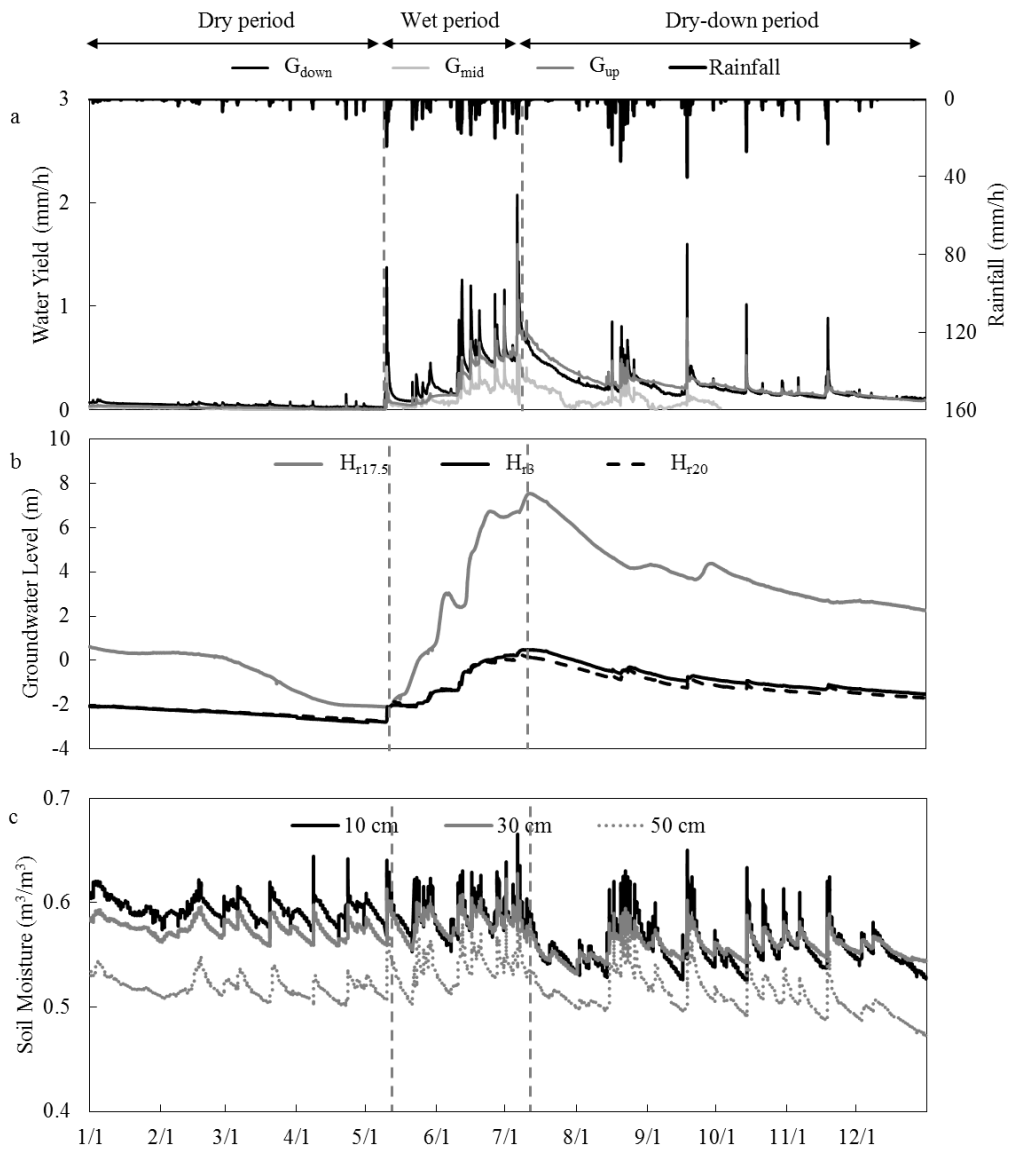 Dry period Wet period Dry-down period
G_down G_mid G_up Rainfall
a
3
2
1
0
Water Yield (mm/h)
0
40
80
120
160
Rainfall (mm/h)
b
10
8
6
4
2
0
-2
-4
Groundwater Level (m)
H_r17.5 H_r3 H_r20
c
0.7
0.6
0.5
0.4
Soil Moisture (m³/m³)
10 cm 30 cm 50 cm
1/1 2/1 3/1 4/1 5/1 6/1 7/1 8/1 9/1 10/1 11/1 12/1